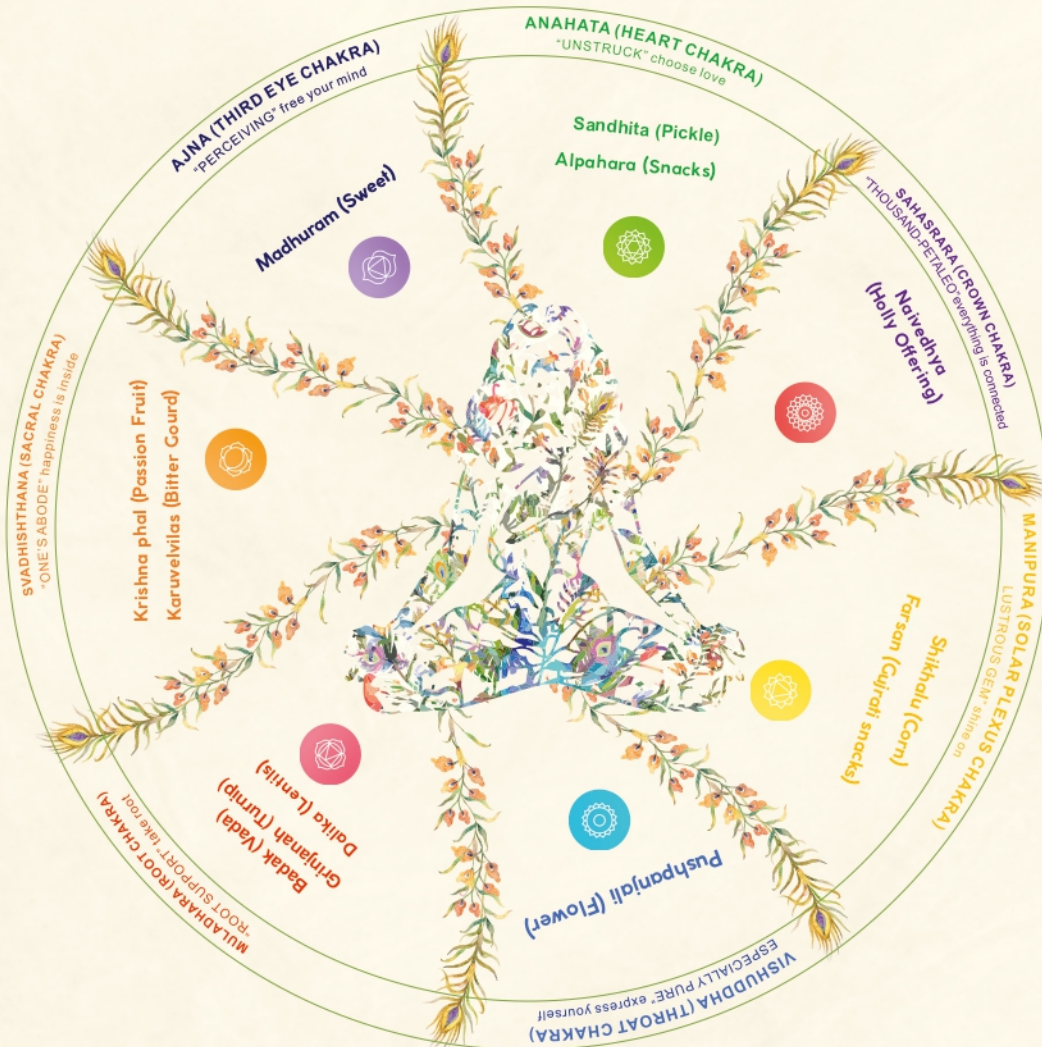 ANAHATA (HEART CHAKRA)
"UNSTRUCK" choose love
Sandhita (Pickle)
Alpahara (Snacks)
SAHASRARA (CROWN CHAKRA)
"THOUSAND-PETALEO"everything is connected
Naivedhya
(Holly Offering)
MANIPURA (SOLAR PLEXUS CHAKRA)
LUSTROUS GEM" shine on
Shikhalu (Corn)
Farsan (Gujrati snacks)
VISHUDDHA (THROAT CHAKRA)
ESPECIALLY PURE" express yourself
Pushpanjali (Flower)
MULADHARA (ROOT CHAKRA)
"ROOT SUPPORT" take root
Badak (Vada)
Grinjanah (Turnip)
Dalika (Lentils)
SVADHISHTHANA (SACRAL CHAKRA)
"ONE'S ABODE" happiness is inside
Krishna phal (Passion Fruit)
Karuvelvilas (Bitter Gourd)
AJNA (THIRD EYE CHAKRA)
"PERCEIVING" free your mind
Madhuram (Sweet)